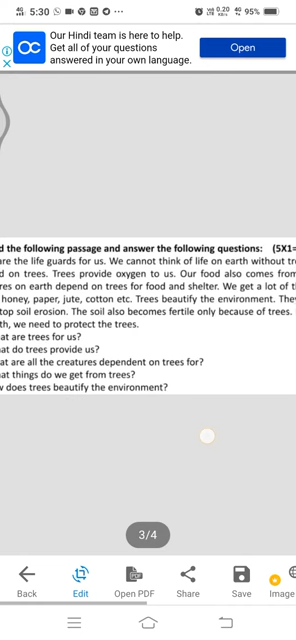 5:30
0.20
KB/s
95%
Our Hindi team is here to help.
Get all of your questions
answered in your own language.
Open
d the following passage and answer the following questions: (5X1=
are the life guards for us. We cannot think of life on earth without tr
d on trees. Trees provide oxygen to us. Our food also comes from
res on earth depend on trees for food and shelter. We get a lot of t
honey, paper, jute, cotton etc. Trees beautify the environment. The
top soil erosion. The soil also becomes fertile only because of trees.
th, we need to protect the trees.
at are trees for us?
at do trees provide us?
at are all the creatures dependent on trees for?
at things do we get from trees?
w does trees beautify the environment?
3/4
PDF
Back Edit Open PDF Share Save Image